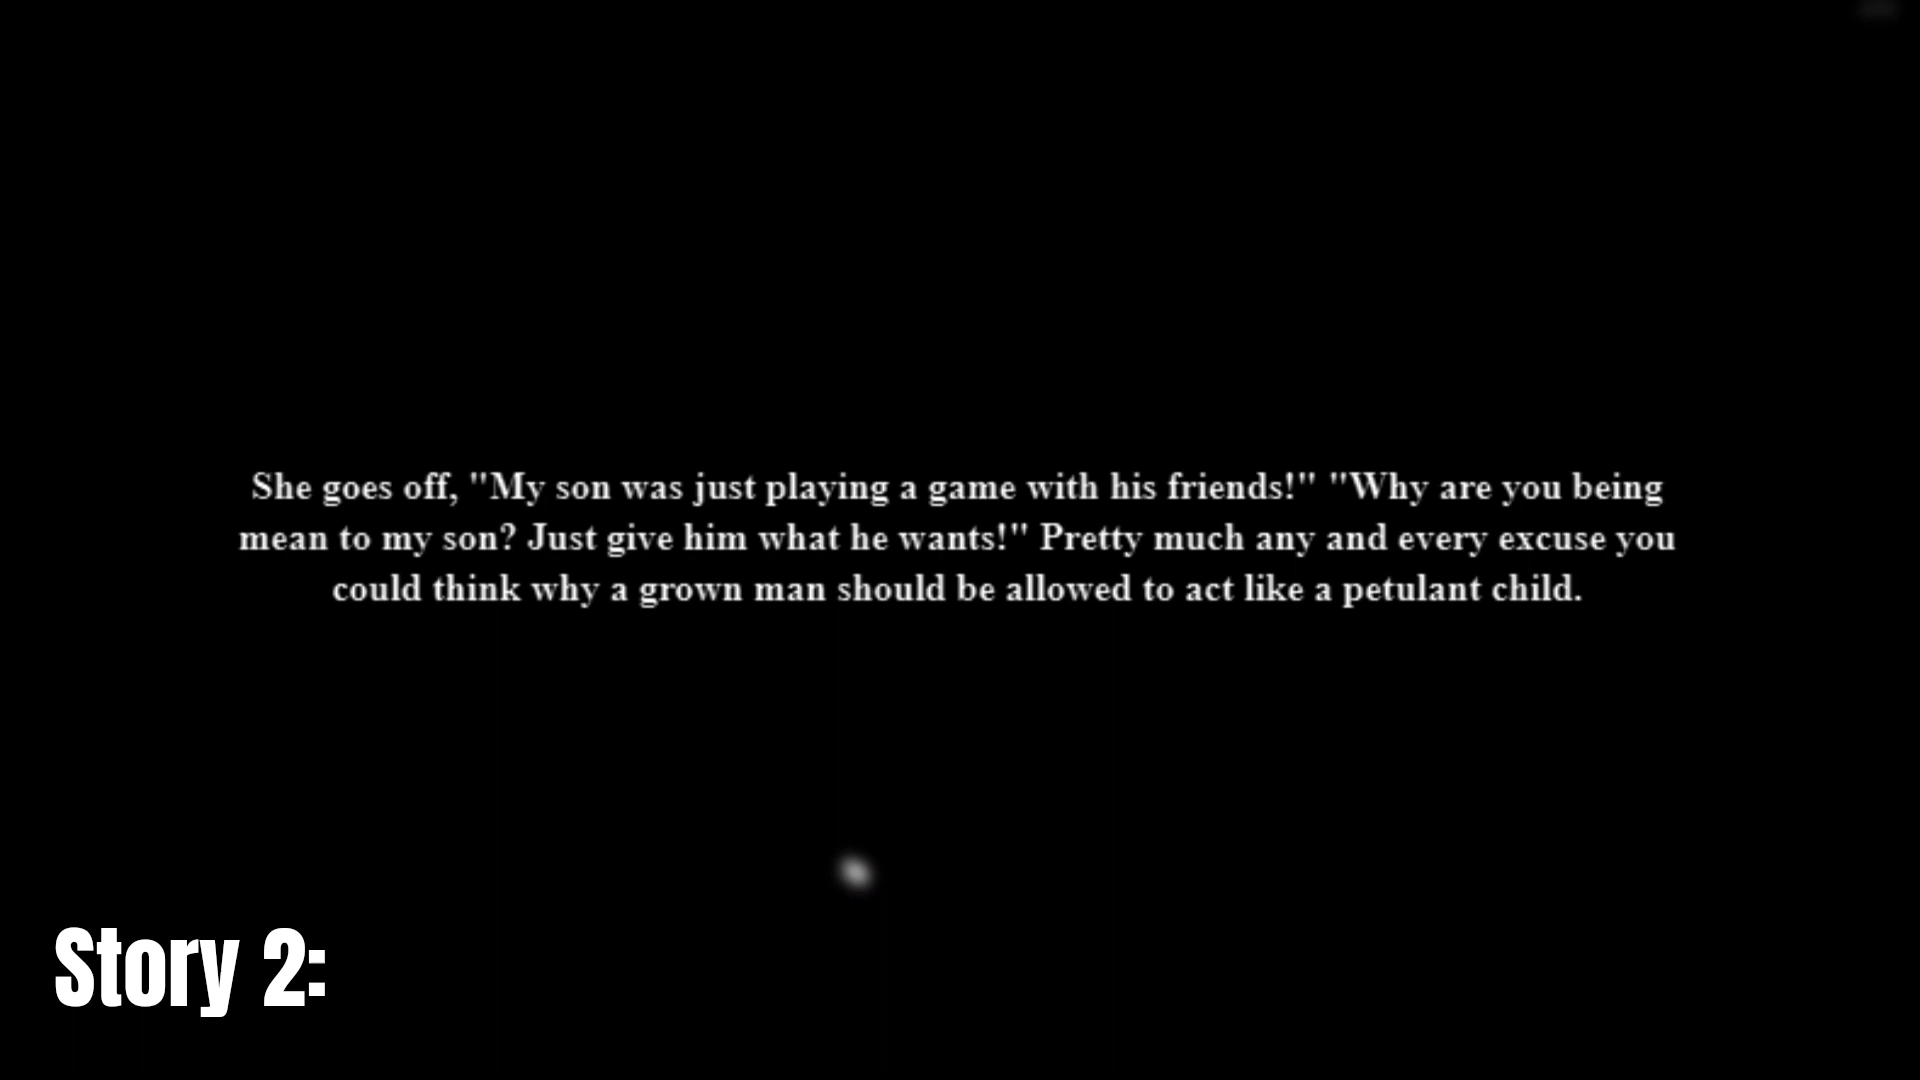 She goes off, "My son was just playing a game with his friends!" "Why are you being
mean to my son? Just give him what he wants!" Pretty much any and every excuse you
could think why a grown man should be allowed to act like a petulant child.
Story 2: